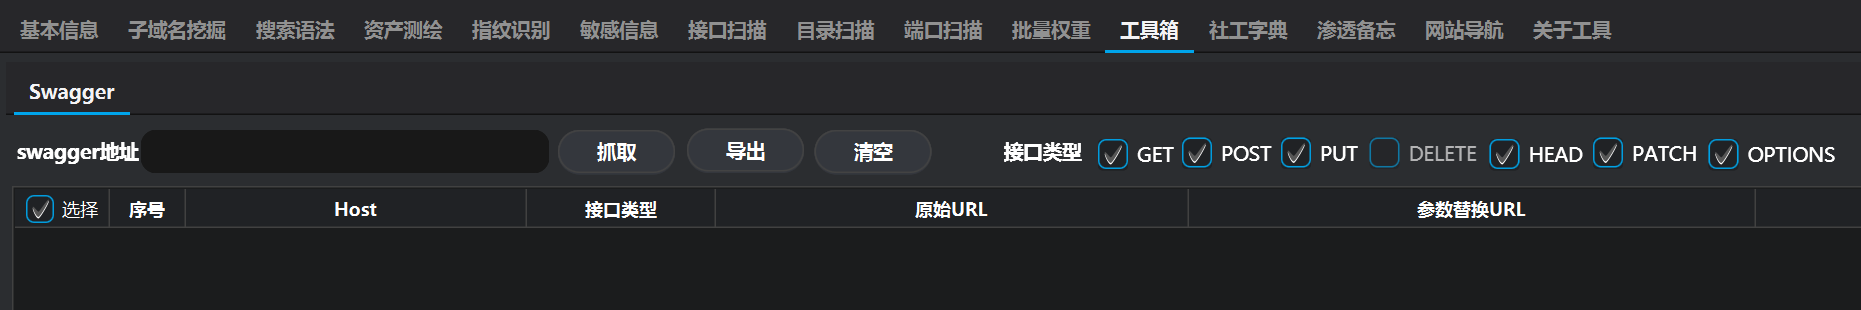 基本信息 子域名挖掘 搜索语法 资产测绘 指纹识别 敏感信息 接口扫描 目录扫描 端口扫描 批量权重 工具箱 社工字典 渗透备忘 网站导航 关于工具
Swagger
swagger地址 抓取 导出 清空 接口类型 GET POST PUT DELETE HEAD PATCH OPTIONS
选择 序号 Host 接口类型 原始URL 参数替换URL